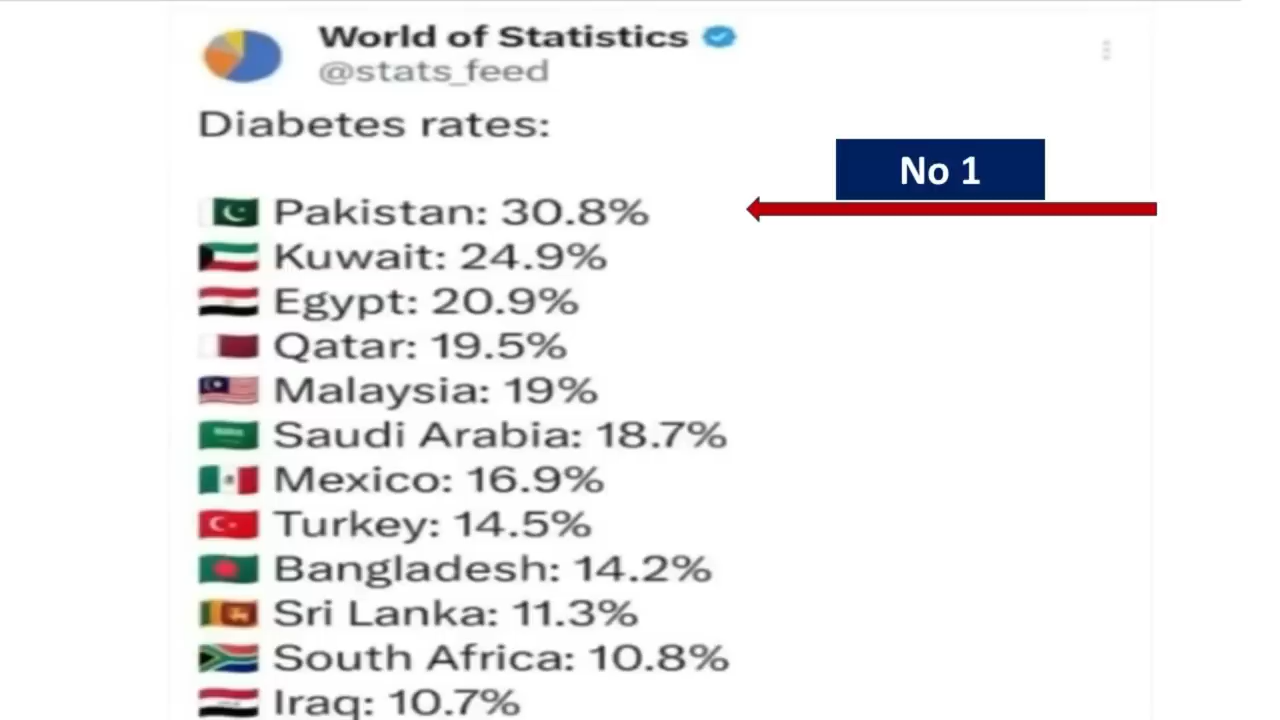 World of Statistics
@stats_feed
Diabetes rates:
No 1
Pakistan: 30.8%
Kuwait: 24.9%
Egypt: 20.9%
Qatar: 19.5%
Malaysia: 19%
Saudi Arabia: 18.7%
Mexico: 16.9%
Turkey: 14.5%
Bangladesh: 14.2%
Sri Lanka: 11.3%
South Africa: 10.8%
Iraq: 10.7%